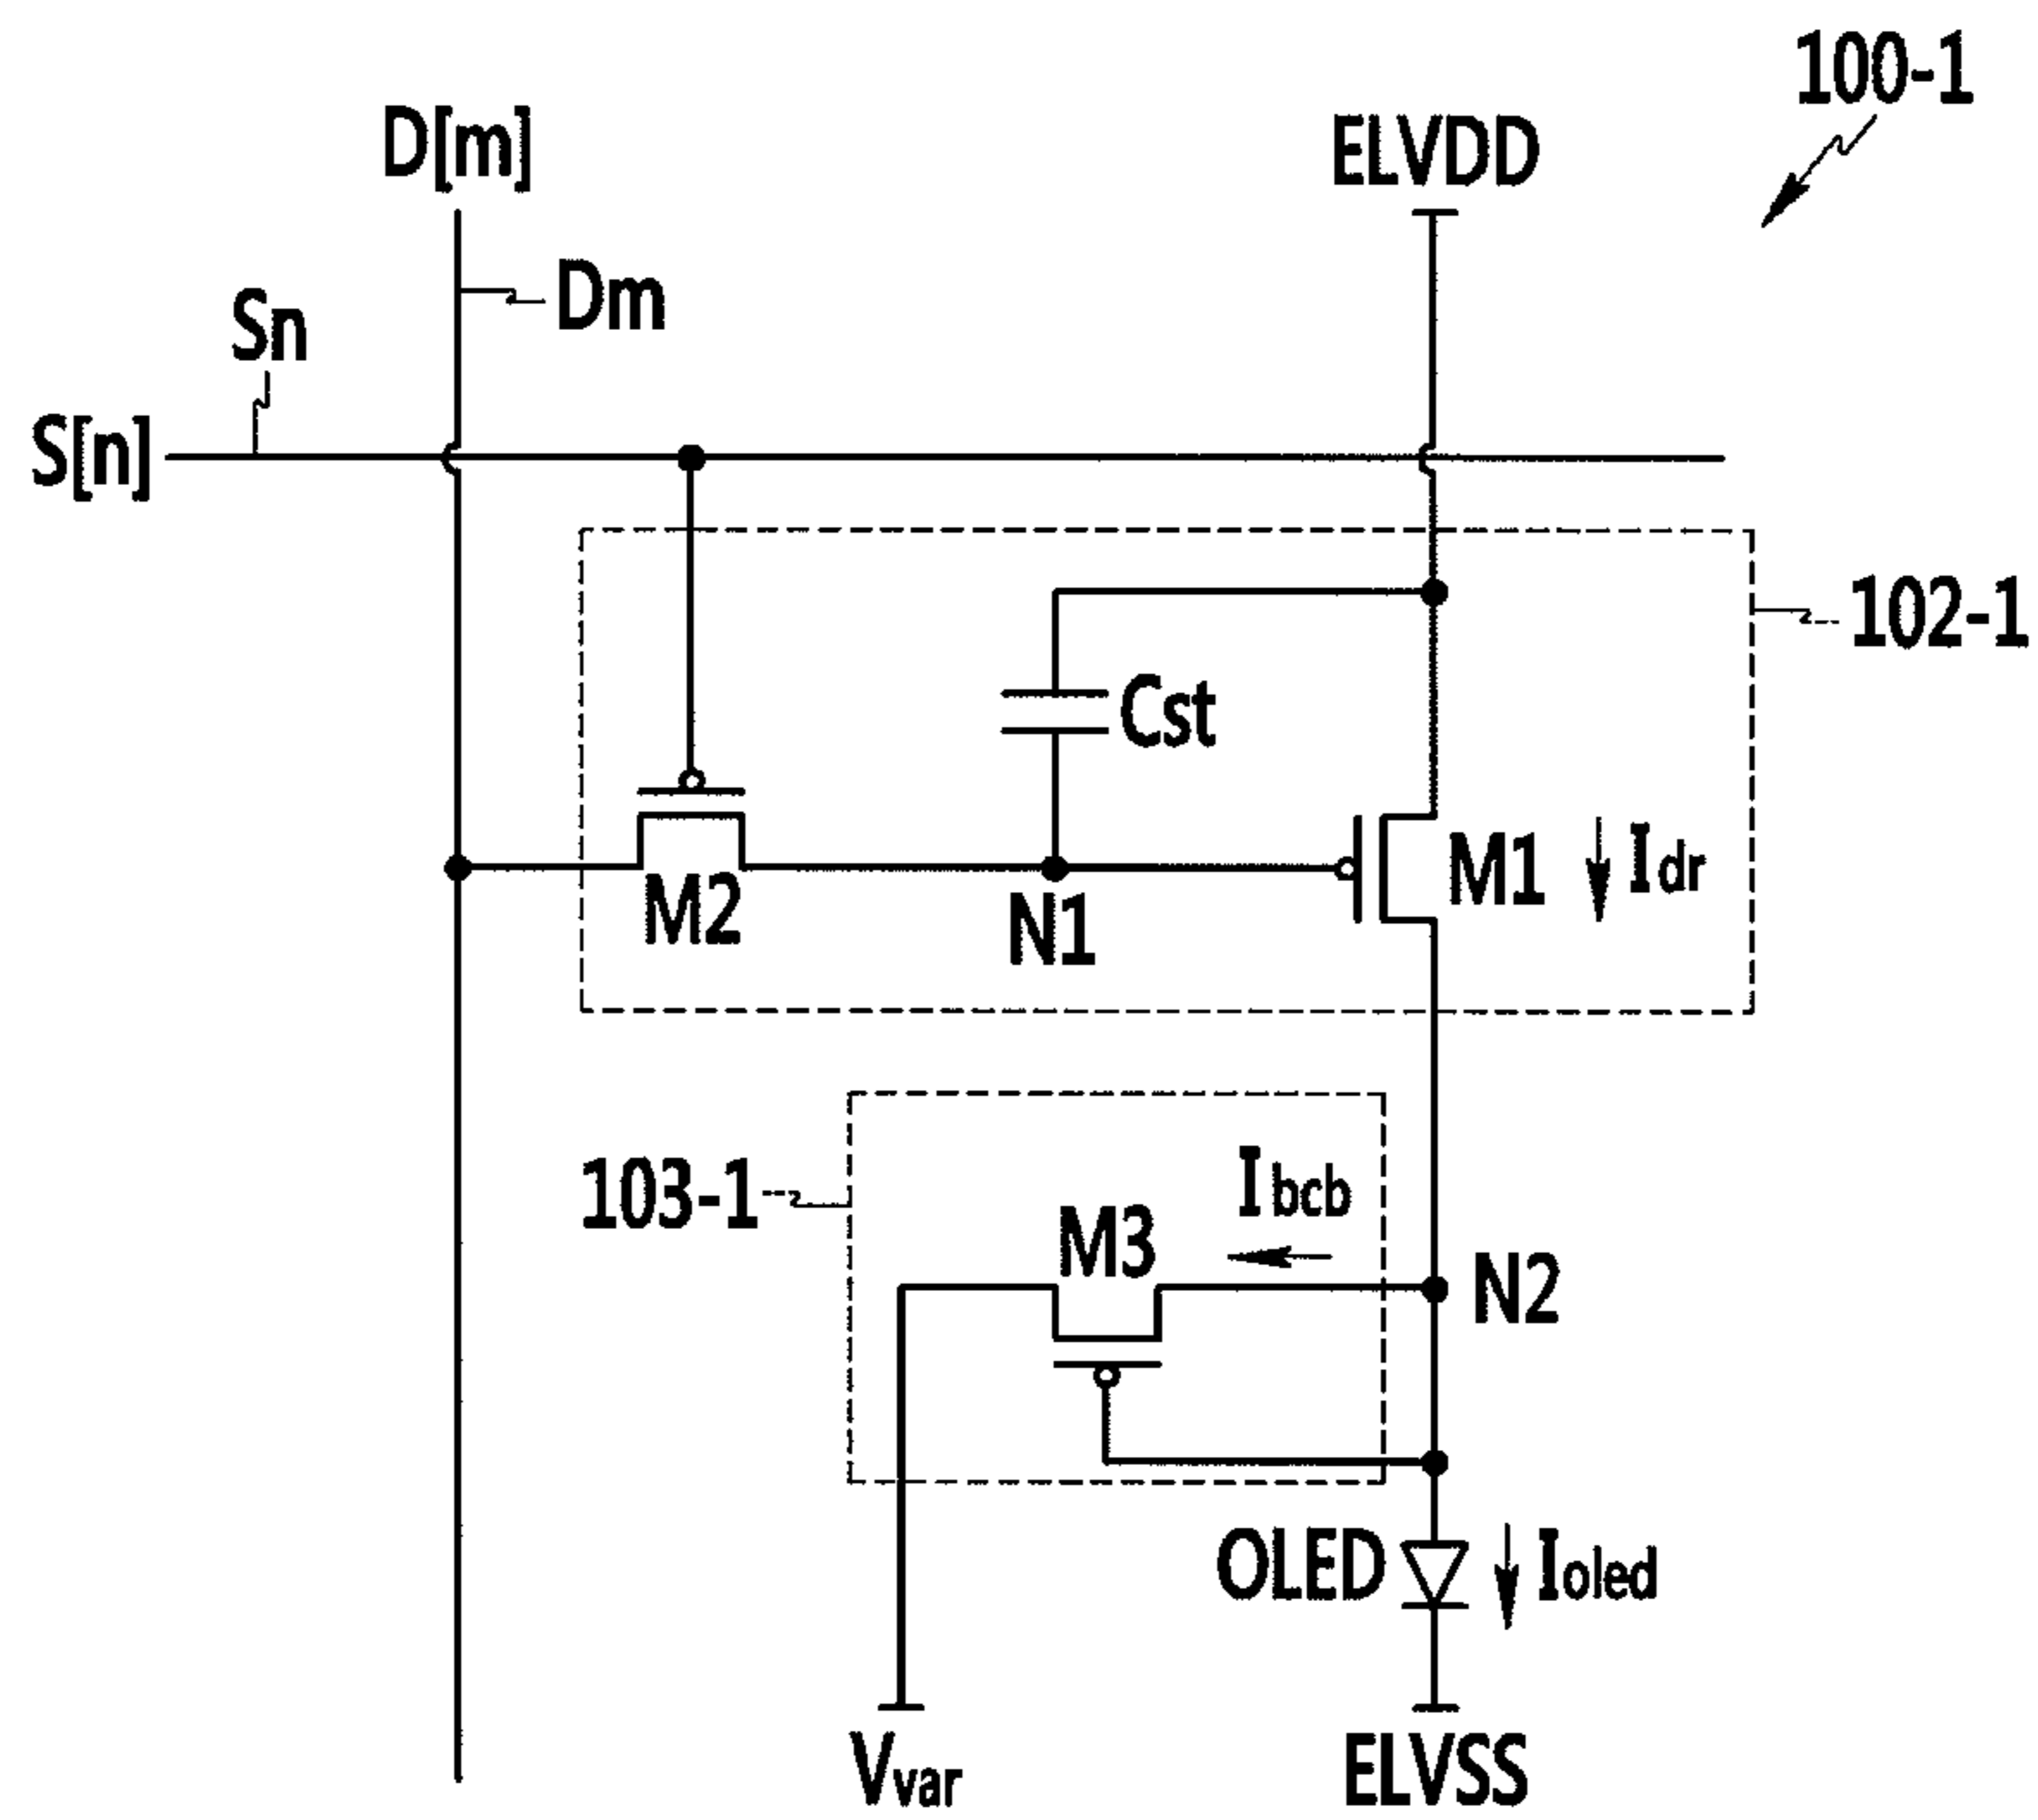 100-1
D[m]
ELVDD
Dm
Sn
S[n]
102-1
Cst
M1
Idr
M2
N1
103-1
Ibcb
M3
N2
OLED
Ioled
Vvar
ELVSS